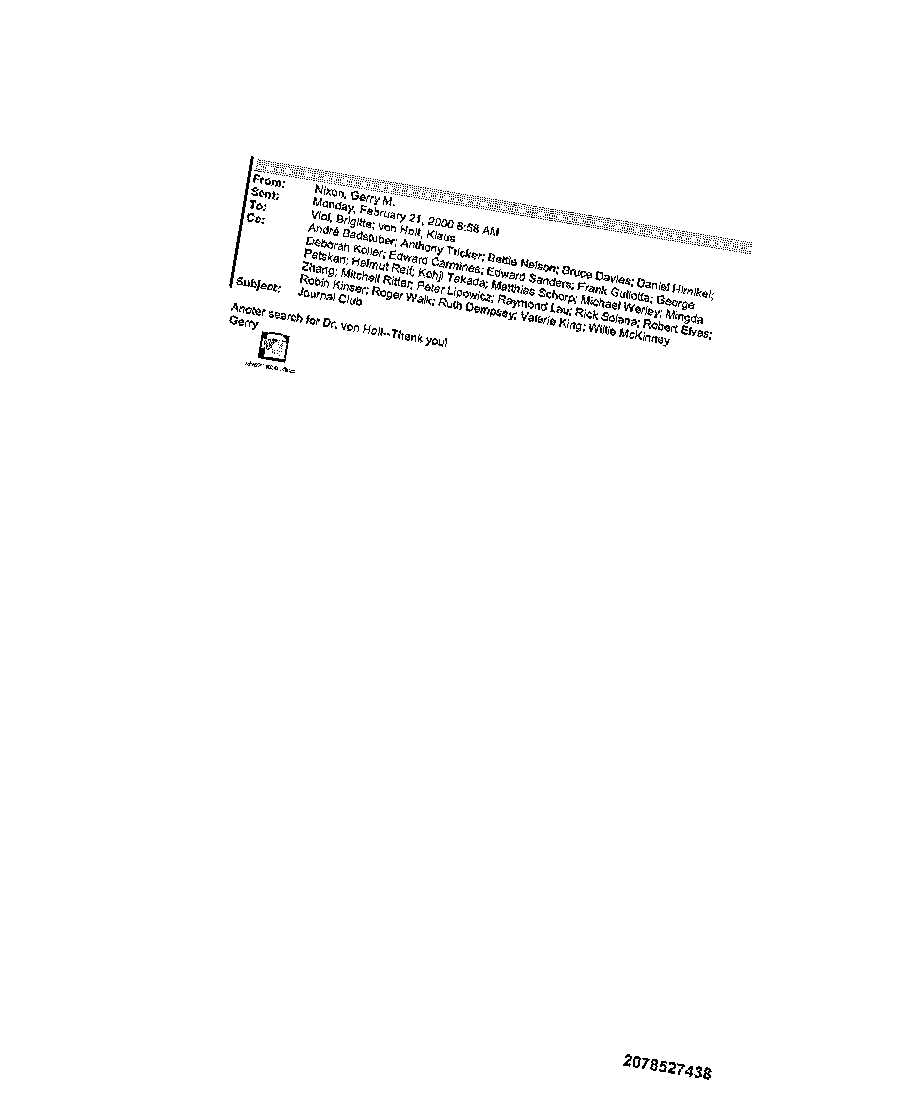 From: Nixon, Gerry M.
Sent: Monday, February 21, 2000 8:58 AM
To: Viol, Brigitte; von Holt, Klaus
Cc: André Badstuber; Anthony Tricker; Bettie Nelson; Bruce Davies; Daniel Himikel;
Deborah Koller; Edward Carmines; Edward Sanders; Frank Gullotta; George
Patskan; Helmut Reif; Kohji Takada; Matthias Schorp; Michael Werley; Mingda
Zhang; Mitchell Ritter; Peter Lipowicz; Raymond Lau; Rick Solana; Robert Elves;
Robin Kinser; Roger Walk; Ruth Dempsey; Valerie King; Willie McKinney
Subject: Journal Club
Anoter search for Dr. von Holt--Thank you!
Gerry
2078527438